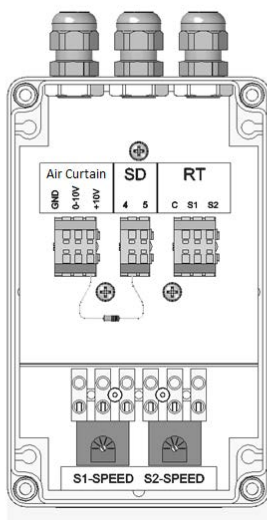 Air Curtain SD RT
GND 0-10V +10V 4 5 C S1 S2
S1-SPEED S2-SPEED